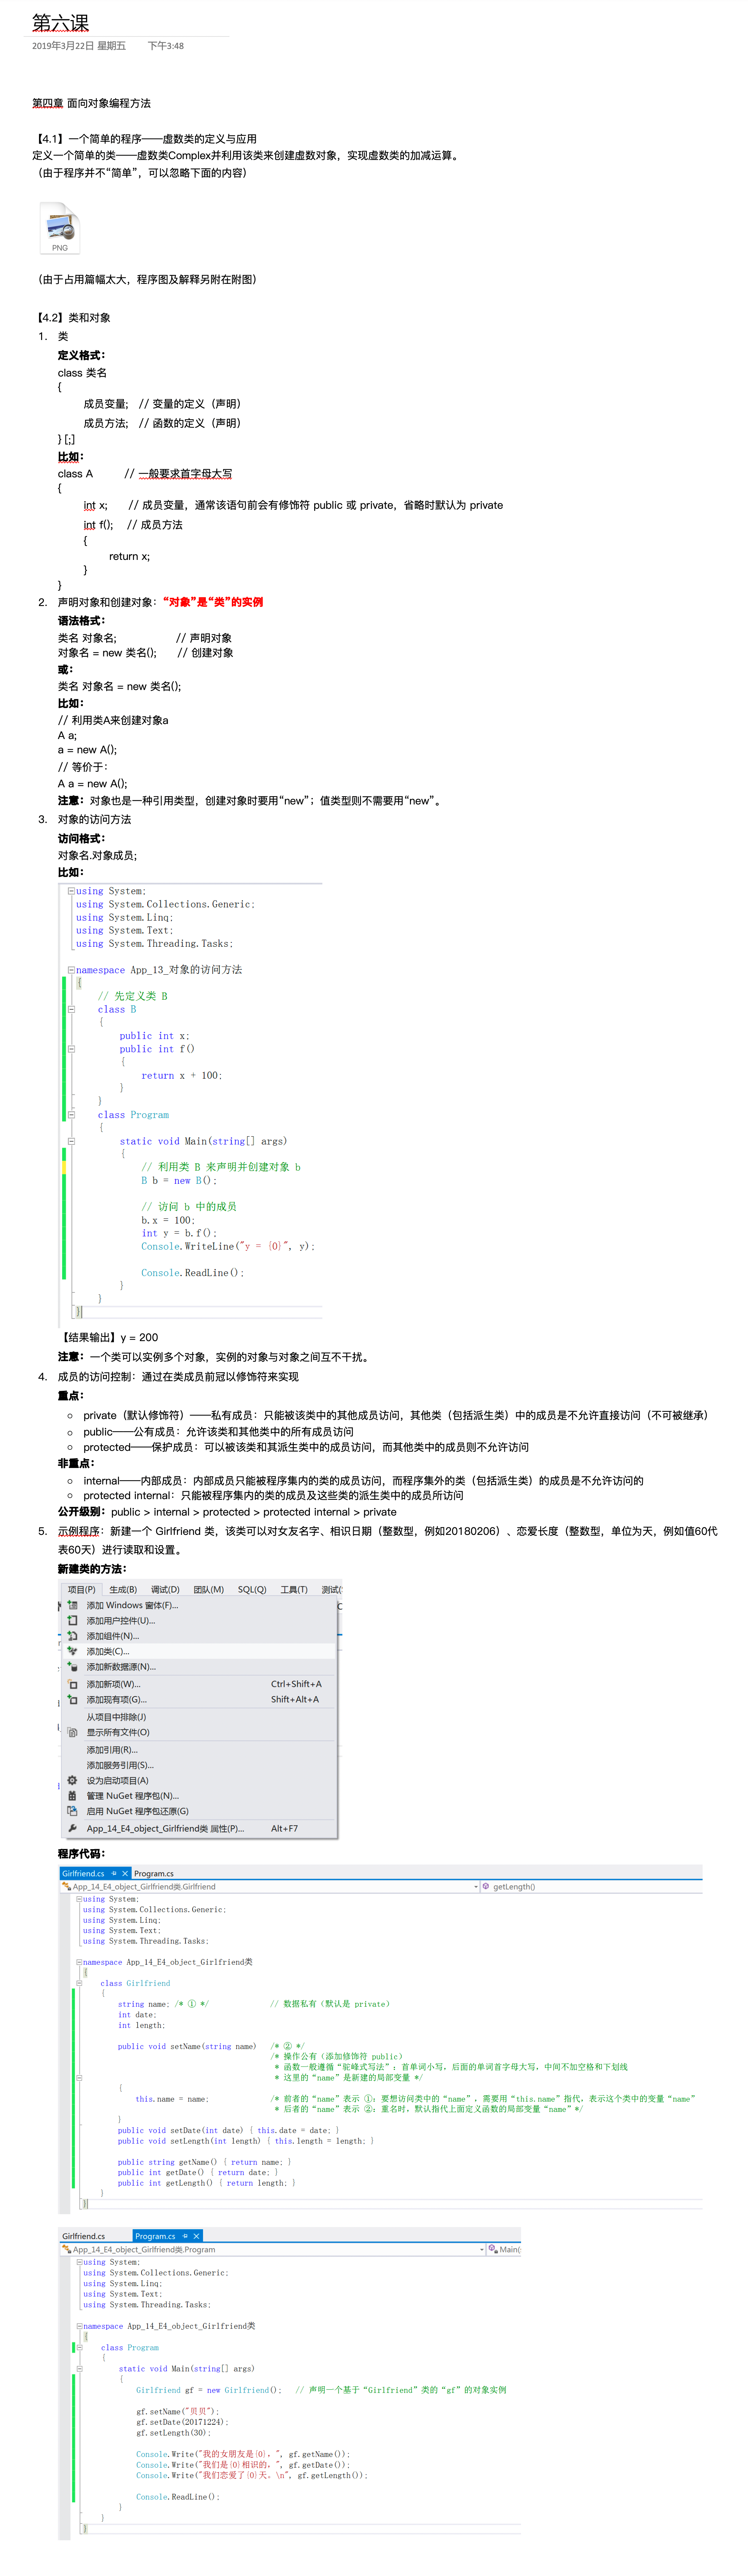 第六课
2019年3月22日 星期五 下午3:48
第四章 面向对象编程方法
【4.1】一个简单的程序——虚数类的定义与应用
定义一个简单的类——虚数类Complex并利用该类来创建虚数对象，实现虚数类的加减运算。
（由于程序并不“简单”，可以忽略下面的内容）
PNG
（由于占用篇幅太大，程序图及解释另附在附图）
【4.2】类和对象
1. 类
定义格式：
class 类名
{
成员变量; // 变量的定义（声明）
成员方法; // 函数的定义（声明）
} [;]
比如：
class A // 一般要求首字母大写
{
int x; // 成员变量，通常该语句前会有修饰符 public 或 private，省略时默认为 private
int f(); // 成员方法
{
return x;
}
}
2. 声明对象和创建对象：“对象”是“类”的实例
语法格式：
类名 对象名; // 声明对象
对象名 = new 类名(); // 创建对象
或：
类名 对象名 = new 类名();
比如：
// 利用类A来创建对象a
A a;
a = new A();
// 等价于：
A a = new A();
注意：对象也是一种引用类型，创建对象时要用“new”；值类型则不需要用“new”。
3. 对象的访问方法
访问格式：
对象名.对象成员;
比如：
using System;
using System.Collections.Generic;
using System.Linq;
using System.Text;
using System.Threading.Tasks;
namespace App_13_对象的访问方法
{
// 先定义类 B
class B
{
public int x;
public int f()
{
return x + 100;
}
}
class Program
{
static void Main(string[] args)
{
// 利用类 B 来声明并创建对象 b
B b = new B();
// 访问 b 中的成员
b.x = 100;
int y = b.f();
Console.WriteLine("y = {0}", y);
Console.ReadLine();
}
}
}
【结果输出】y = 200
注意：一个类可以实例多个对象，实例的对象与对象之间互不干扰。
4. 成员的访问控制：通过在类成员前冠以修饰符来实现
重点：
○ private（默认修饰符）——私有成员：只能被该类中的其他成员访问，其他类（包括派生类）中的成员是不允许直接访问（不可被继承）
○ public——公有成员：允许该类和其他类中的所有成员访问
○ protected——保护成员：可以被该类和其派生类中的成员访问，而其他类中的成员则不允许访问
非重点：
○ internal——内部成员：内部成员只能被程序集内的类的成员访问，而程序集外的类（包括派生类）的成员是不允许访问的
○ protected internal：只能被程序集内的类的成员及这些类的派生类中的成员所访问
公开级别：public > internal > protected > protected internal > private
5. 示例程序：新建一个 Girlfriend 类，该类可以对女友名字、相识日期（整数型，例如20180206）、恋爱长度（整数型，单位为天，例如值60代
表60天）进行读取和设置。
新建类的方法：
项目(P) 生成(B) 调试(D) 团队(M) SQL(Q) 工具(T) 测试(
添加 Windows 窗体(F)...
添加用户控件(U)...
添加组件(N)...
添加类(C)...
添加新数据源(N)...
添加新项(W)... Ctrl+Shift+A
添加现有项(G)... Shift+Alt+A
从项目中排除(J)
显示所有文件(O)
添加引用(R)...
添加服务引用(S)...
设为启动项目(A)
管理 NuGet 程序包(N)...
启用 NuGet 程序包还原(G)
App_14_E4_object_Girlfriend类 属性(P)... Alt+F7
程序代码：
Girlfriend.cs Program.cs
App_14_E4_object_Girlfriend类.Girlfriend getLength()
using System;
using System.Collections.Generic;
using System.Linq;
using System.Text;
using System.Threading.Tasks;
namespace App_14_E4_object_Girlfriend类
{
class Girlfriend
{
string name; /* ① */ // 数据私有（默认是 private）
int date;
int length;
public void setName(string name) /* ② */
/* 操作公有（添加修饰符 public）
* 函数一般遵循“驼峰式写法”：首单词小写，后面的单词首字母大写，中间不加空格和下划线
* 这里的“name”是新建的局部变量 */
{
this.name = name; /* 前者的“name”表示 ①：要想访问类中的“name”，需要用“this.name”指代，表示这个类中的变量“name”
* 后者的“name”表示 ②：重名时，默认指代上面定义函数的局部变量“name”*/
}
public void setDate(int date) { this.date = date; }
public void setLength(int length) { this.length = length; }
public string getName() { return name; }
public int getDate() { return date; }
public int getLength() { return length; }
}
}
Girlfriend.cs Program.cs
App_14_E4_object_Girlfriend类.Program Main(
using System;
using System.Collections.Generic;
using System.Linq;
using System.Text;
using System.Threading.Tasks;
namespace App_14_E4_object_Girlfriend类
{
class Program
{
static void Main(string[] args)
{
Girlfriend gf = new Girlfriend(); // 声明一个基于“Girlfriend”类的“gf”的对象实例
gf.setName("贝贝");
gf.setDate(20171224);
gf.setLength(30);
Console.Write("我的女朋友是{0}，", gf.getName());
Console.Write("我们是{0}相识的，", gf.getDate());
Console.Write("我们恋爱了{0}天。\n", gf.getLength());
Console.ReadLine();
}
}
}